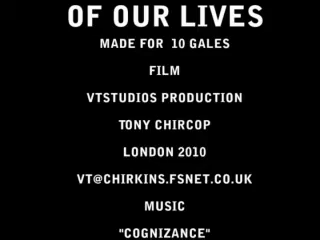 OF OUR LIVES
MADE FOR 10 GALES
FILM
VTSTUDIOS PRODUCTION
TONY CHIRCOP
LONDON 2010
VT@CHIRKINS.FSNET.CO.UK
MUSIC
"COGNIZANCE"